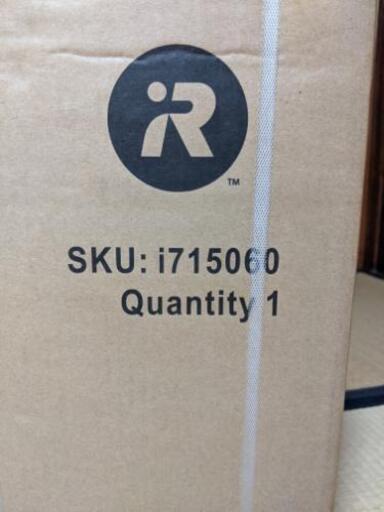 iR
TM
SKU: i715060
Quantity 1